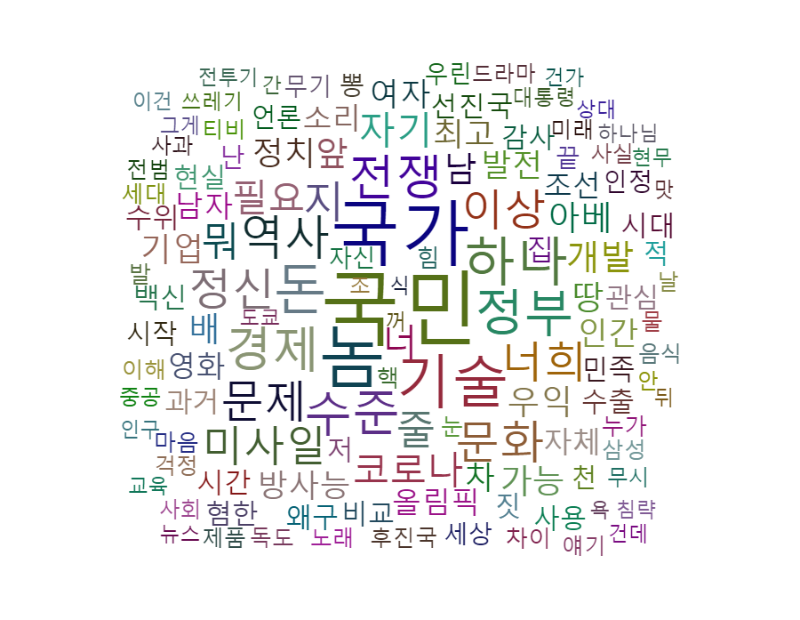 우린 드라마 건가
전투기 간 무기 뽕 여자 선진국 대통령 상대
이건 쓰레기 언론 소리 자기 최고 감사 미래 하나님
그게 티비 정치 앞 전쟁 남 발전 끝 사실 현무
사과 난
전범 현실 필요 지 국가 이상 조선 인정 맛
세대 남자 아베 시대
수위 뭐 역사 하나 집 개발 적
기업 자신 힘
발 정신 돈 조 식 국민 정부 땅 관심 날
백신
시작 배 도쿄 꺼 인간 물
이해 영화 경제 놈 너 핵 기술 너희 민족 음식
안 뒤
중공 과거 문제 수준 줄 우익 수출
인구 마음 미사일 저 눈 문화 자체 누가 삼성
걱정 시간 방사능 코로나 차 가능 천 무시
교육
사회 혐한 왜구 비교 올림픽 짓 사용 욕 침략
뉴스 제품 독도 노래 후진국 세상 차이 얘기 건데